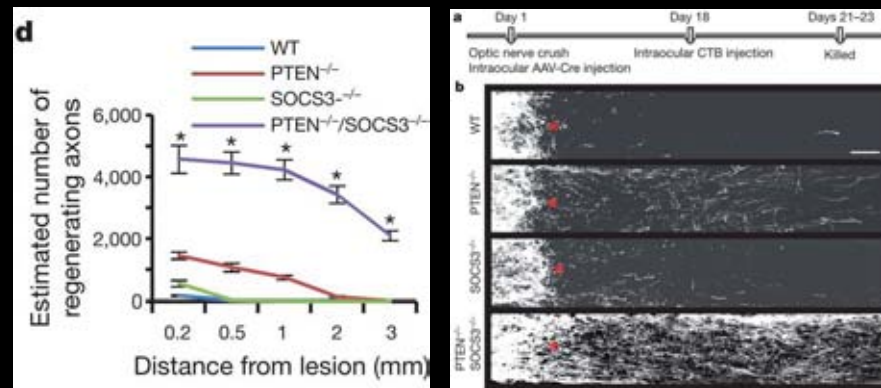 d
WT
PTEN⁻/⁻
SOCS3-⁻/⁻
PTEN⁻/⁻/SOCS3⁻/⁻
Estimated number of
regenerating axons
6,000
4,000
2,000
0
* * * * *
0.2 0.5 1 2 3
Distance from lesion (mm)
a
Day 1 Day 18 Days 21–23
Optic nerve crush Intraocular CTB injection Killed
Intraocular AAV-Cre injection
b
WT
PTEN⁻/⁻
SOCS3⁻/⁻
PTEN⁻/⁻
SOCS3⁻/⁻